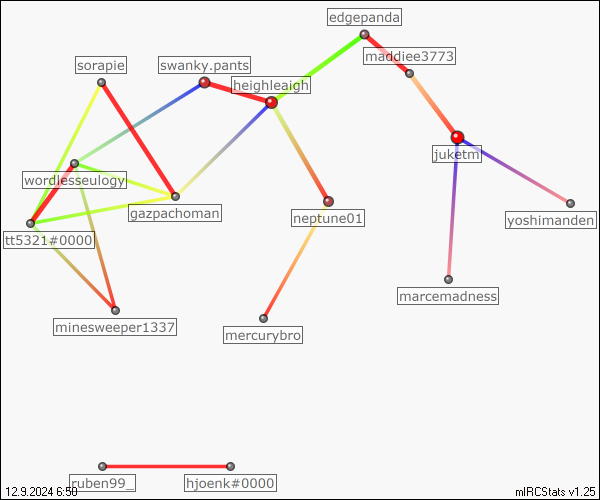 edgepanda
maddiee3773
sorapie
swanky.pants
heighleaigh
juketm
wordlesseulogy
gazpachoman
neptune01
yoshimanden
tt5321#0000
marcemadness
minesweeper1337
mercurybro
ruben99_
hjoenk#0000
12.9.2024 6:50
mIRCStats v1.25